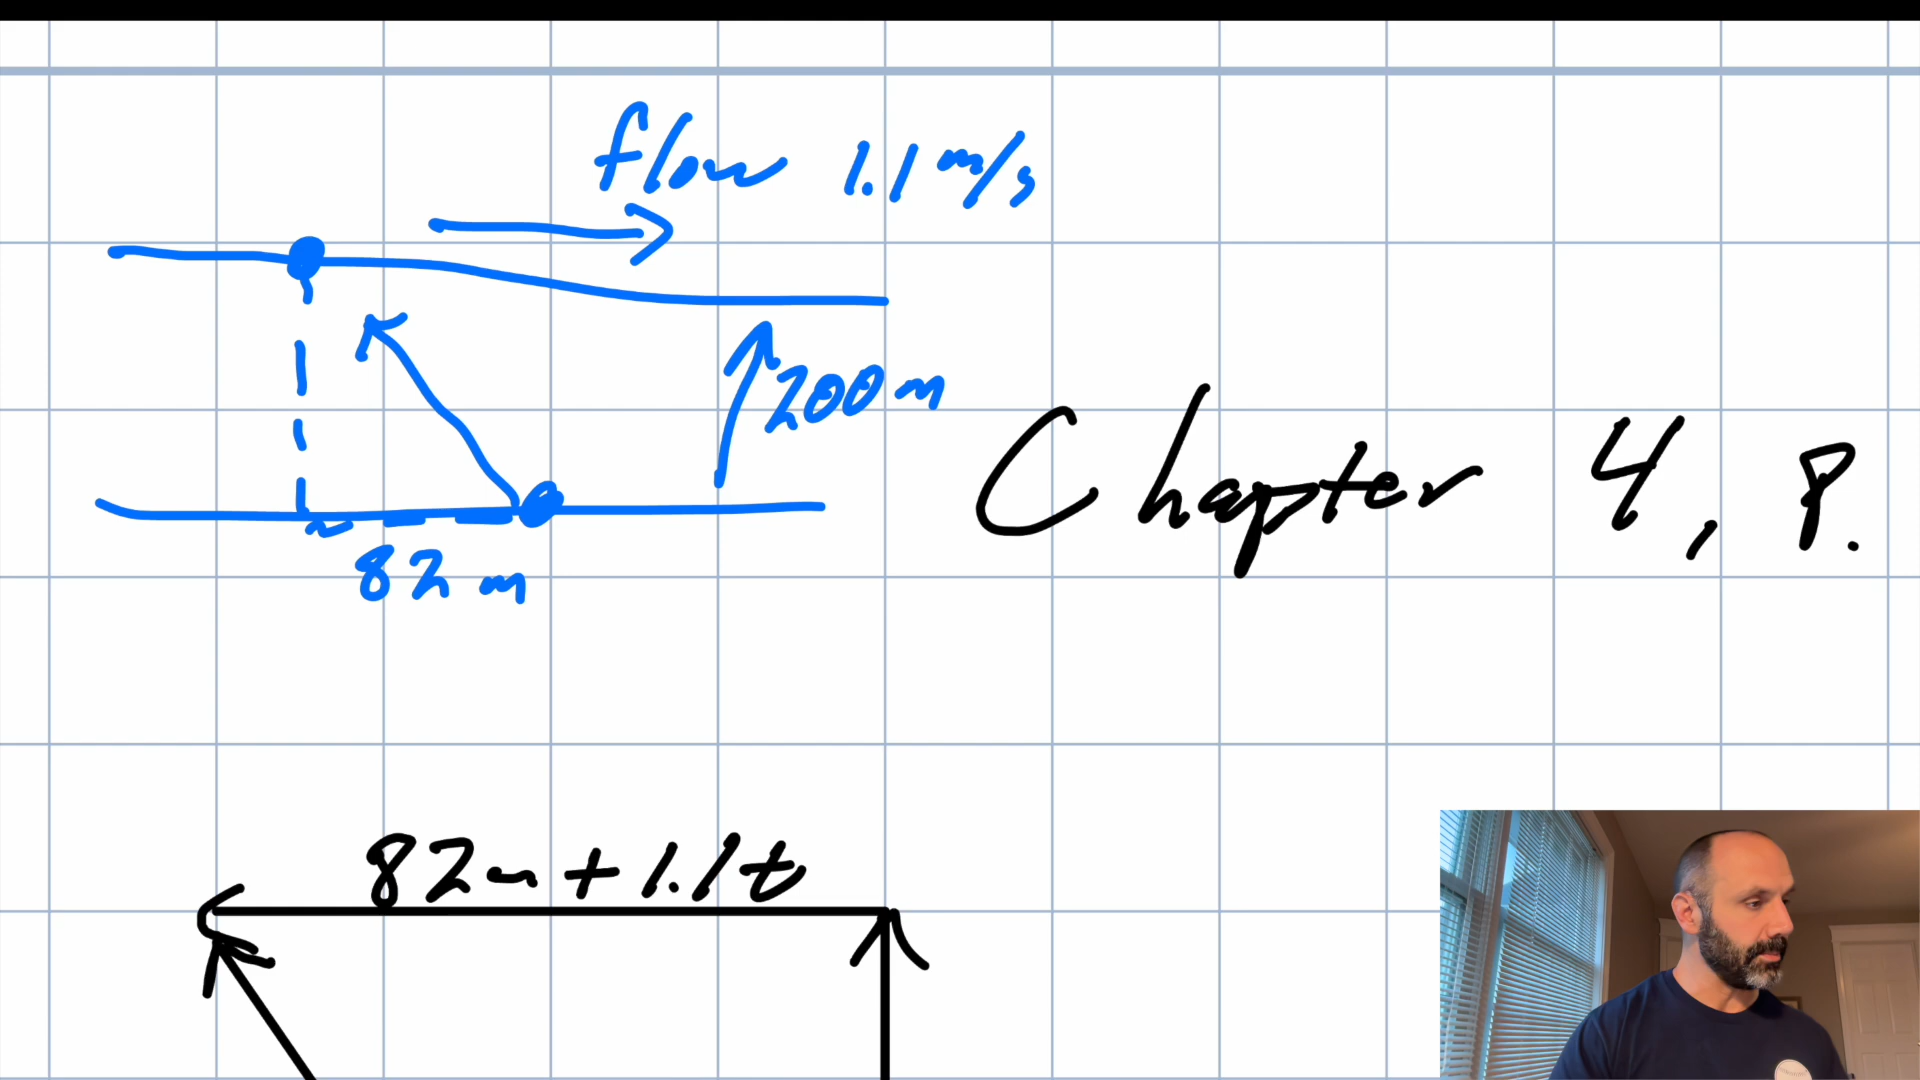 flow 1.1 m/s
200 m
82 m
Chapter 4, 8.
82m + 1.1t